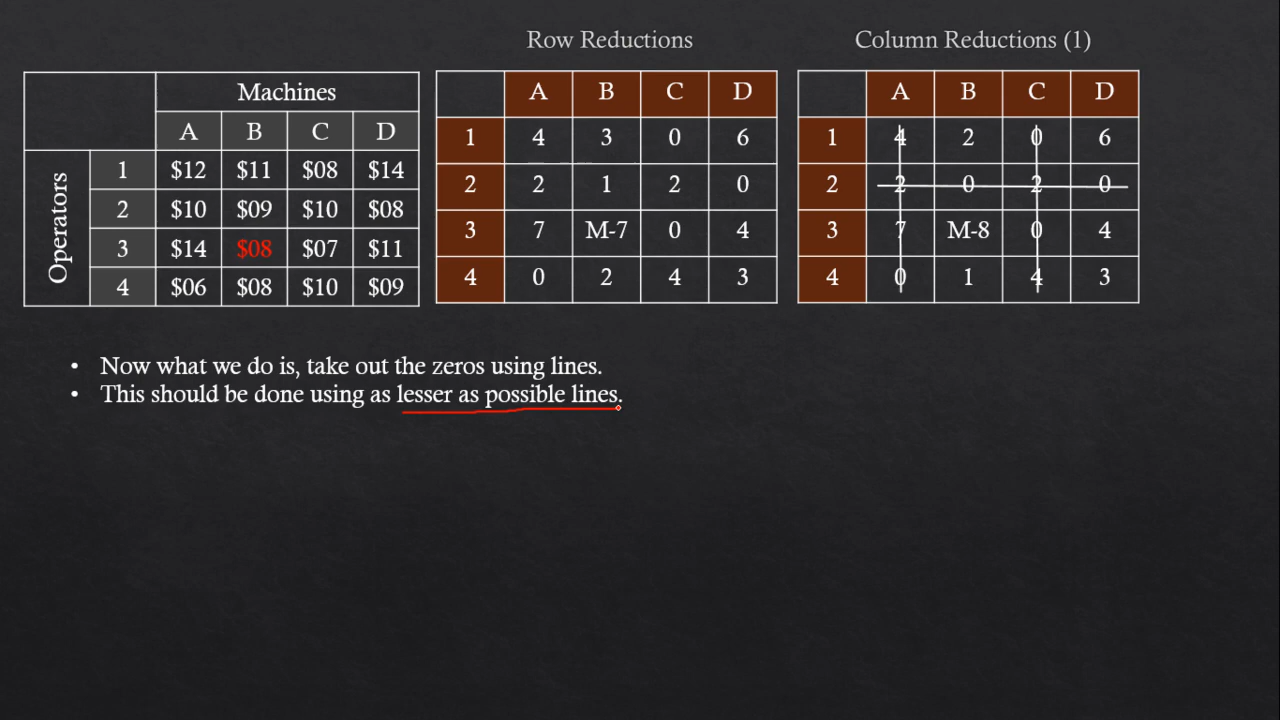 Row Reductions
Column Reductions (1)
Machines
A B C D
Operators
1 $12 $11 $08 $14
2 $10 $09 $10 $08
3 $14 $08 $07 $11
4 $06 $08 $10 $09
A B C D
1 4 3 0 6
2 2 1 2 0
3 7 M-7 0 4
4 0 2 4 3
A B C D
1 4 2 0 6
2 2 0 2 0
3 7 M-8 0 4
4 0 1 4 3
• Now what we do is, take out the zeros using lines.
• This should be done using as lesser as possible lines.